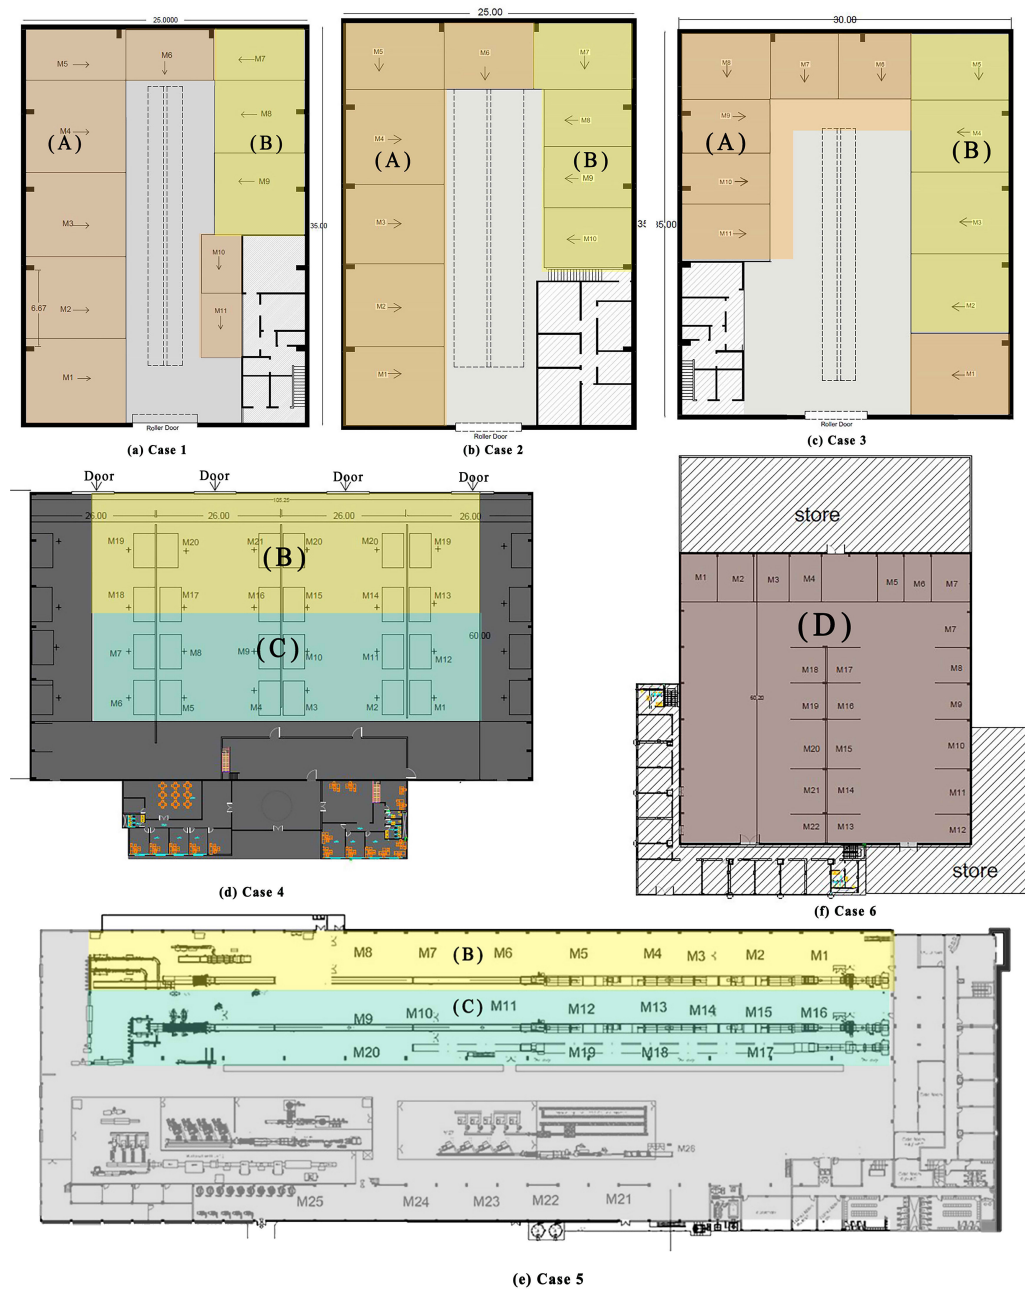 25.0000
M6
M5
M7
M4
M8
(A)
(B)
M9
M3
M10
6.67
M2
M11
M1
35.00
Roller Door
(a) Case 1
25.00
M5
M6
M7
M4
M8
(A)
(B)
M9
M3
M10
M2
M1
Roller Door
(b) Case 2
30.00
M7
M5
M9
M4
(A)
(B)
M10
M3
M11
M2
M1
Roller Door
(c) Case 3
Door Door Door Door
26.00 26.00 26.00 26.00
M19 M20 M21 M20 M20 M19
(B)
M18 M17 M16 M15 M14 M13
60.00
M7 M8 M9 (C) M10 M11 M12
M6 M5 M4 M3 M2 M1
(d) Case 4
store
M1 M2 M3 M4 M5 M6 M7
(D)
M7
M18 M17 M8
M19 M16 M9
M20 M15 M10
M21 M14 M11
M22 M13 M12
store
(f) Case 6
M8 M7 M6 (B) M5 M4 M3 M2 M1
M9 M10 (C) M11 M12 M13 M14 M15 M16
M20 M19 M18 M17
M26
M25 M24 M23 M22 M21
(e) Case 5